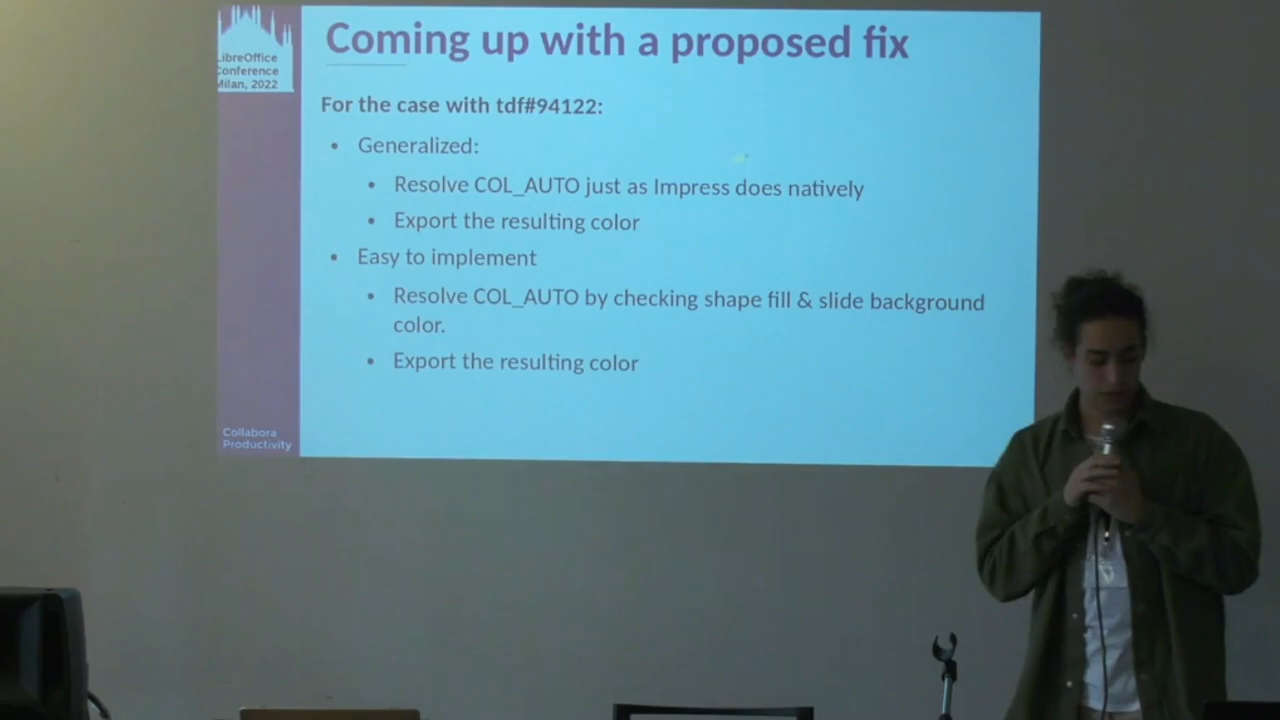 LibreOffice
Conference
Milan, 2022
Coming up with a proposed fix
For the case with tdf#94122:
• Generalized:
• Resolve COL_AUTO just as Impress does natively
• Export the resulting color
• Easy to implement
• Resolve COL_AUTO by checking shape fill & slide background
color.
• Export the resulting color
Collabora
Productivity